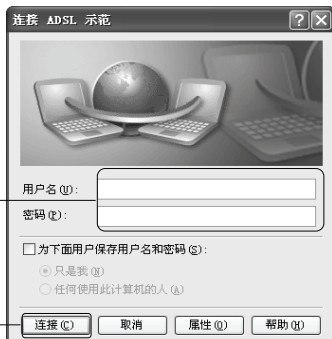 连接 ADSL 示范
用户名(U):
密码(P):
为下面用户保存用户名和密码(S):
只是我(N)
任何使用此计算机的人(A)
连接(C) 取消 属性(O) 帮助(H)